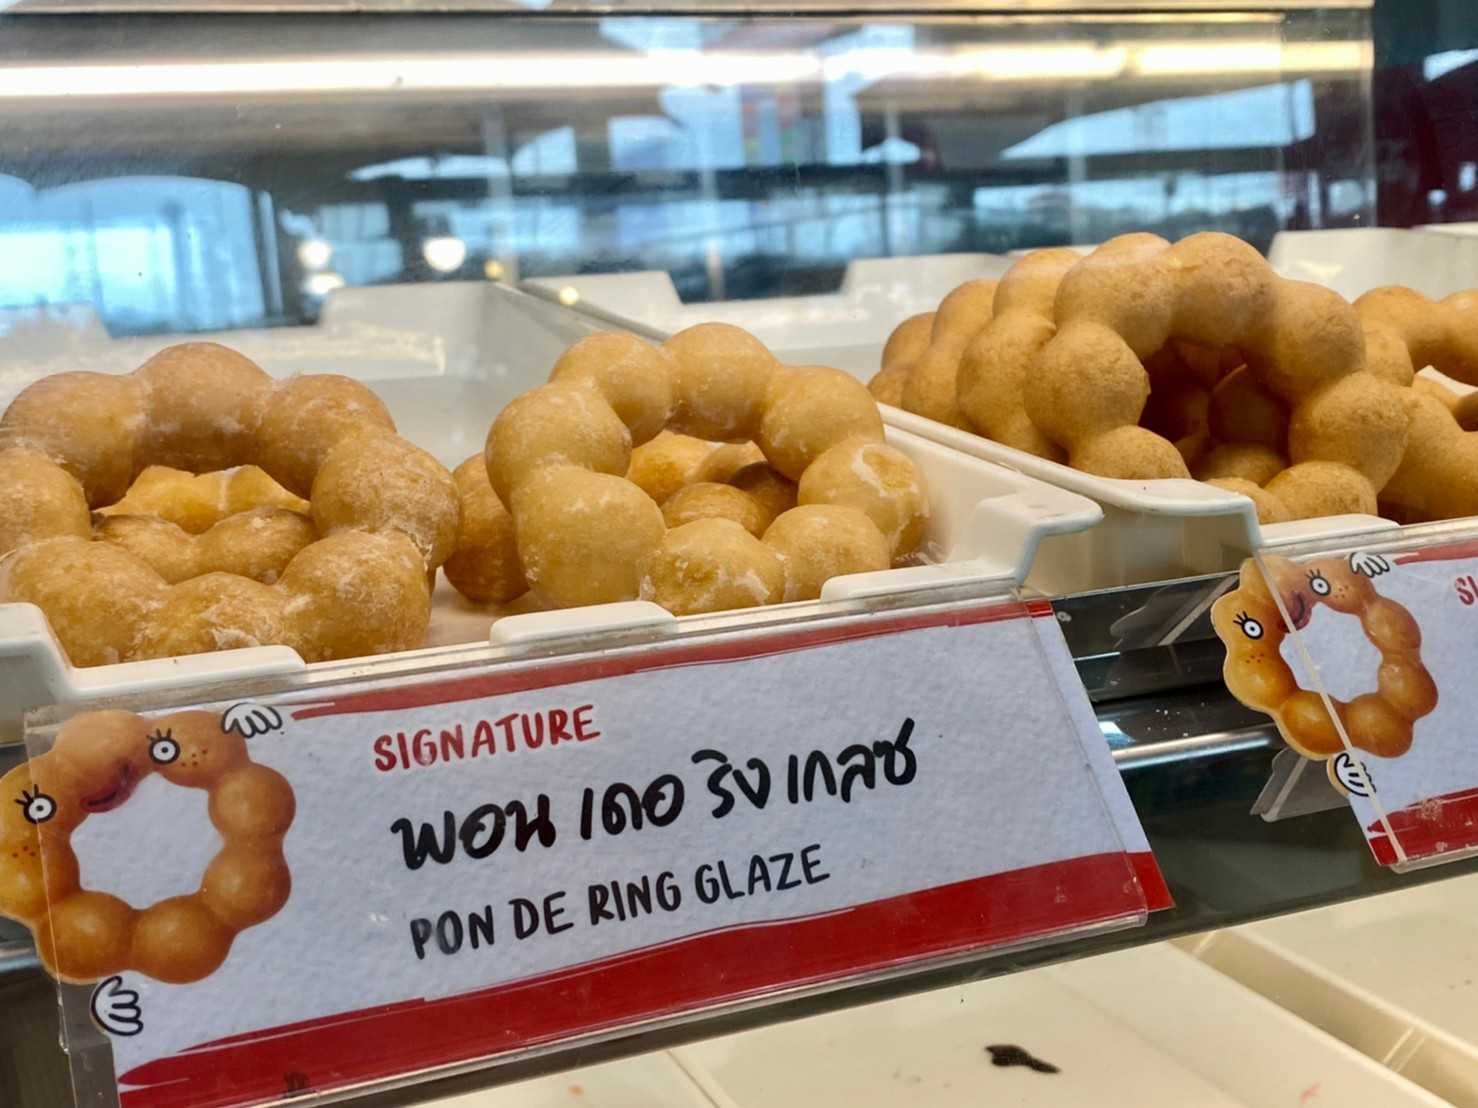 SIGNATURE
พอน เดอ ริง เกลซ
PON DE RING GLAZE